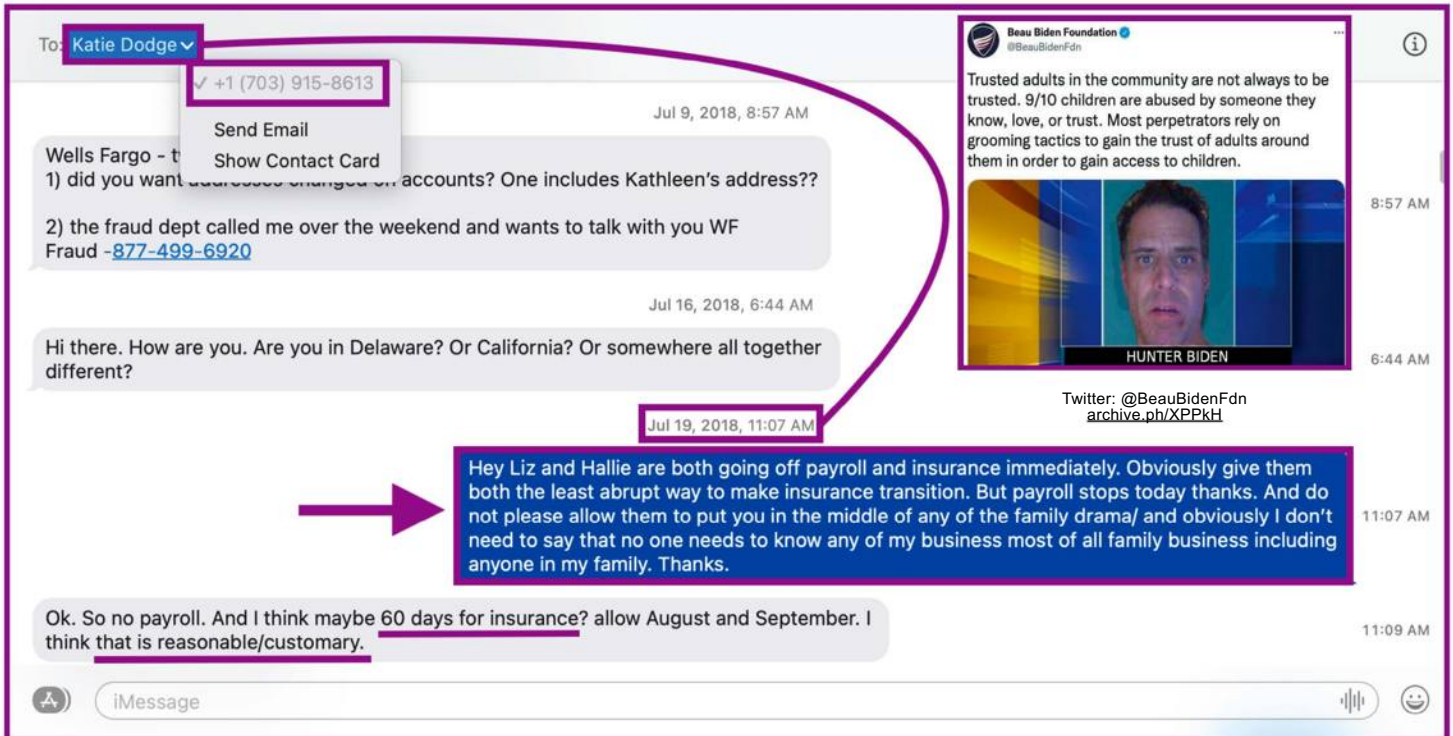 To: Katie Dodge
✓ +1 (703) 915-8613
Send Email
Show Contact Card
Beau Biden Foundation
@BeauBidenFdn
Trusted adults in the community are not always to be
trusted. 9/10 children are abused by someone they
know, love, or trust. Most perpetrators rely on
grooming tactics to gain the trust of adults around
them in order to gain access to children.
HUNTER BIDEN
Twitter: @BeauBidenFdn
archive.ph/XPPkH
Jul 9, 2018, 8:57 AM
Wells Fargo -
1) did you want addresses changed on accounts? One includes Kathleen's address??
8:57 AM
2) the fraud dept called me over the weekend and wants to talk with you WF
Fraud -877-499-6920
Jul 16, 2018, 6:44 AM
Hi there. How are you. Are you in Delaware? Or California? Or somewhere all together
different?
6:44 AM
Jul 19, 2018, 11:07 AM
Hey Liz and Hallie are both going off payroll and insurance immediately. Obviously give them
both the least abrupt way to make insurance transition. But payroll stops today thanks. And do
not please allow them to put you in the middle of any of the family drama/ and obviously I don't
need to say that no one needs to know any of my business most of all family business including
anyone in my family. Thanks.
11:07 AM
Ok. So no payroll. And I think maybe 60 days for insurance? allow August and September. I
think that is reasonable/customary.
11:09 AM
iMessage